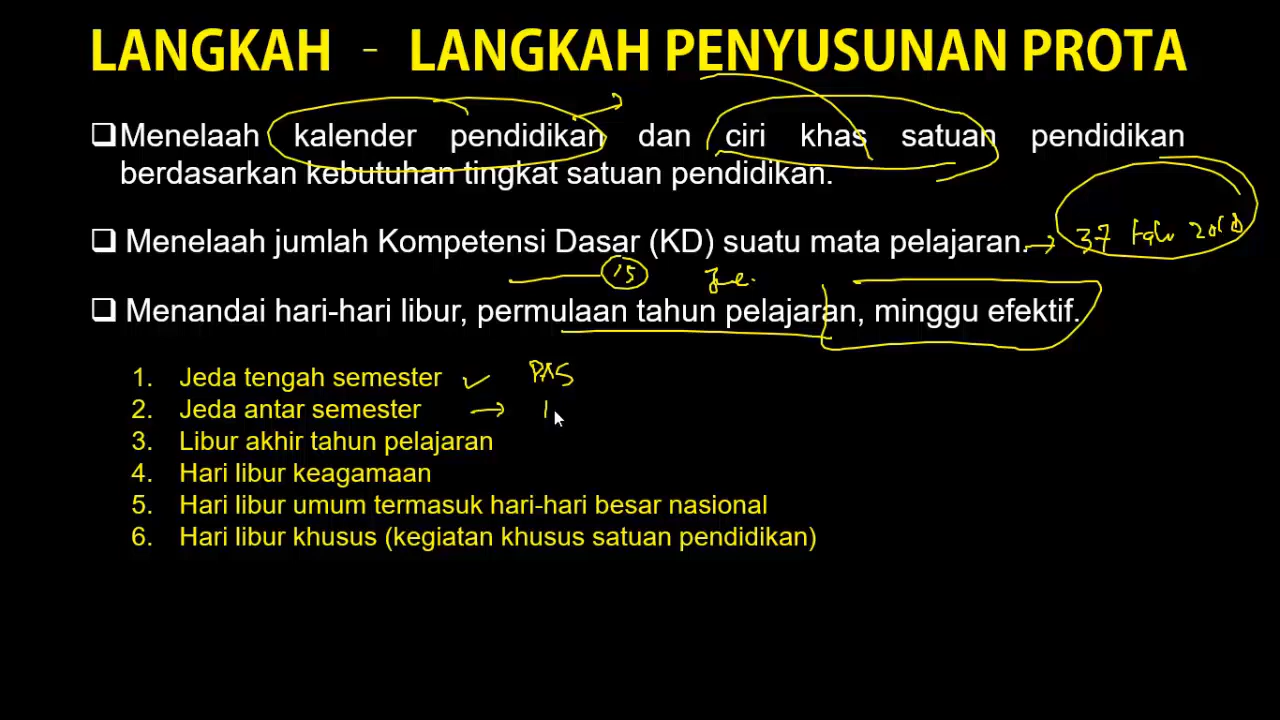 LANGKAH - LANGKAH PENYUSUNAN PROTA
❑Menelaah kalender pendidikan dan ciri khas satuan pendidikan
berdasarkan kebutuhan tingkat satuan pendidikan.
❑ Menelaah jumlah Kompetensi Dasar (KD) suatu mata pelajaran.
37 2018
15
❑ Menandai hari-hari libur, permulaan tahun pelajaran, minggu efektif.
1. Jeda tengah semester
PAS
2. Jeda antar semester
3. Libur akhir tahun pelajaran
4. Hari libur keagamaan
5. Hari libur umum termasuk hari-hari besar nasional
6. Hari libur khusus (kegiatan khusus satuan pendidikan)